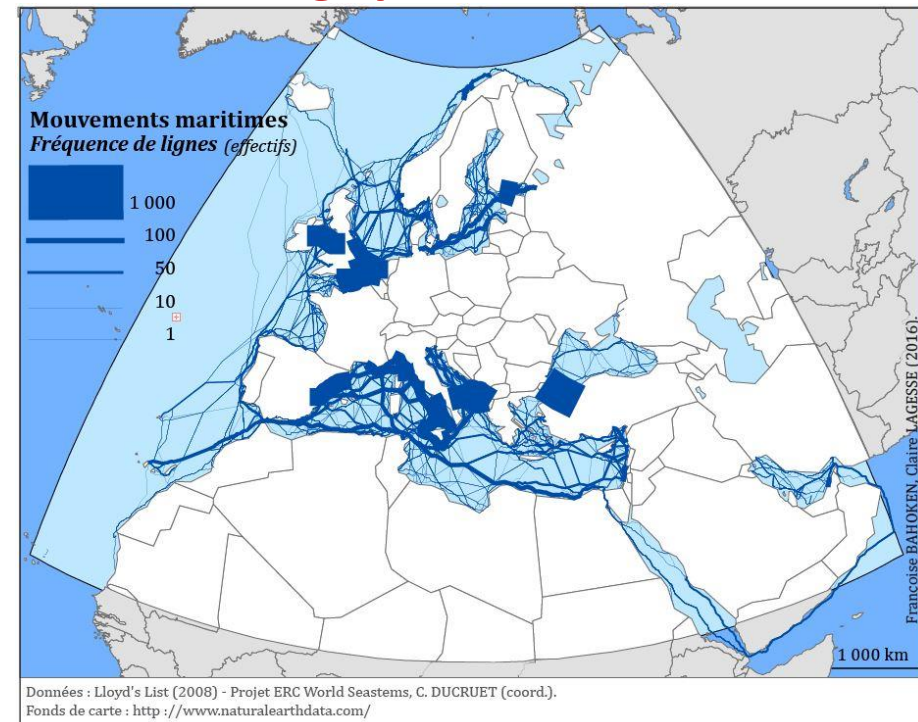 Mouvements maritimes
Fréquence de lignes (effectifs)
1 000
100
50
10
1
Françoise BAHOKEN, Claire LAGESSE (2016).
1 000 km
Données : Lloyd's List (2008) - Projet ERC World Seastems, C. DUCRUET (coord.).
Fonds de carte : http ://www.naturalearthdata.com/